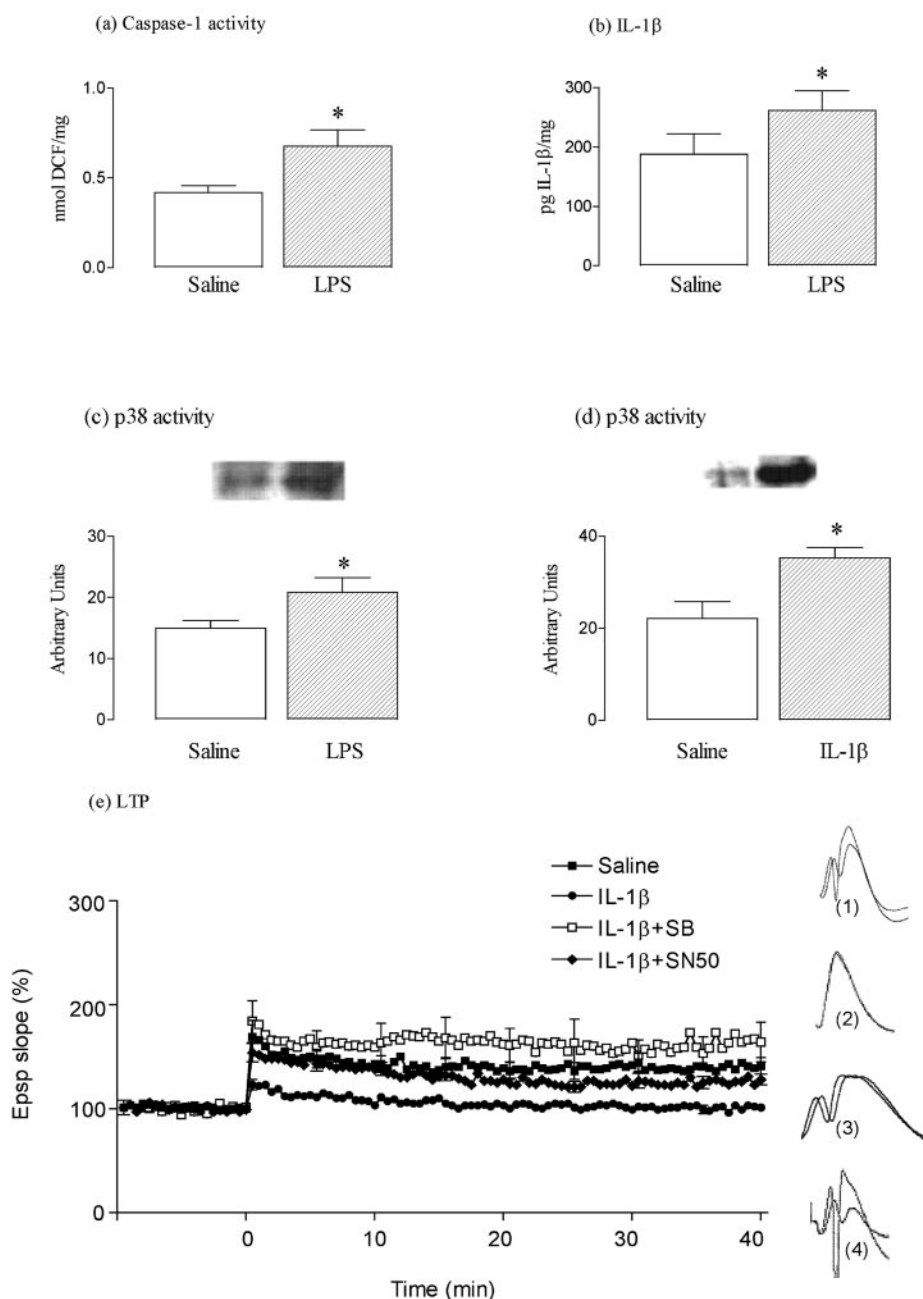 (a) Caspase-1 activity
nmol DCF/mg
1.0
0.5
0.0
*
Saline
LPS
(b) IL-1β
pg IL-1β/mg
300
200
100
0
*
Saline
LPS
(c) p38 activity
Arbitrary Units
30
20
10
0
*
Saline
LPS
(d) p38 activity
Arbitrary Units
40
20
0
*
Saline
IL-1β
(e) LTP
Epsp slope (%)
300
200
100
0
Saline
IL-1β
IL-1β+SB
IL-1β+SN50
0
10
20
30
40
Time (min)
(1)
(2)
(3)
(4)